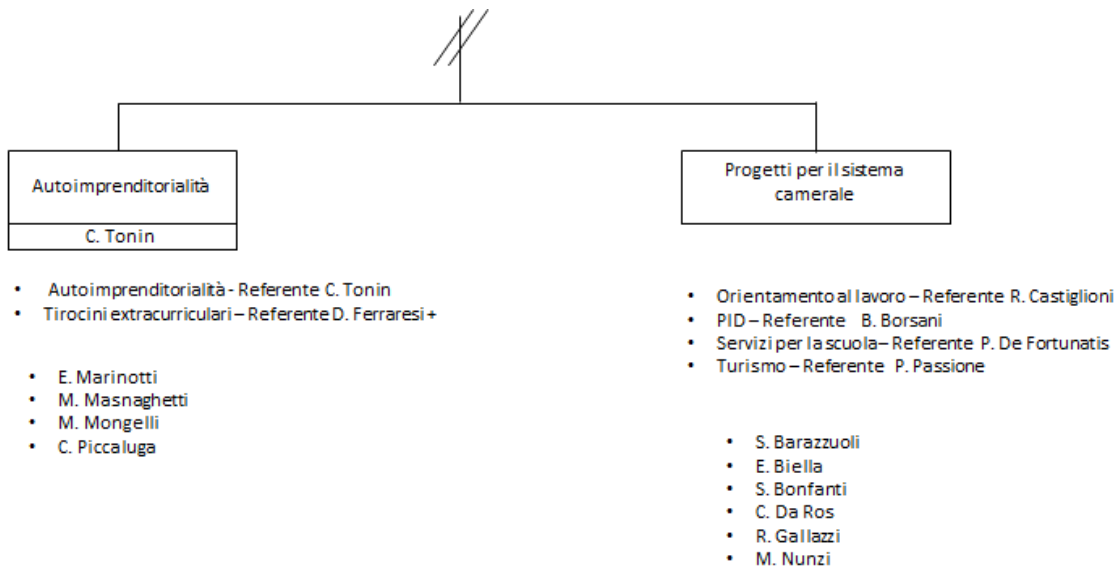 Autoimprenditorialità
C. Tonin
• Autoimprenditorialità - Referente C. Tonin
• Tirocini extracurriculari – Referente D. Ferraresi +
• E. Marinotti
• M. Masnaghetti
• M. Mongelli
• C. Piccaluga
Progetti per il sistema
camerale
• Orientamento al lavoro – Referente R. Castiglioni
• PID – Referente B. Borsani
• Servizi per la scuola– Referente P. De Fortunatis
• Turismo – Referente P. Passione
• S. Barazzuoli
• E. Biella
• S. Bonfanti
• C. Da Ros
• R. Gallazzi
• M. Nunzi